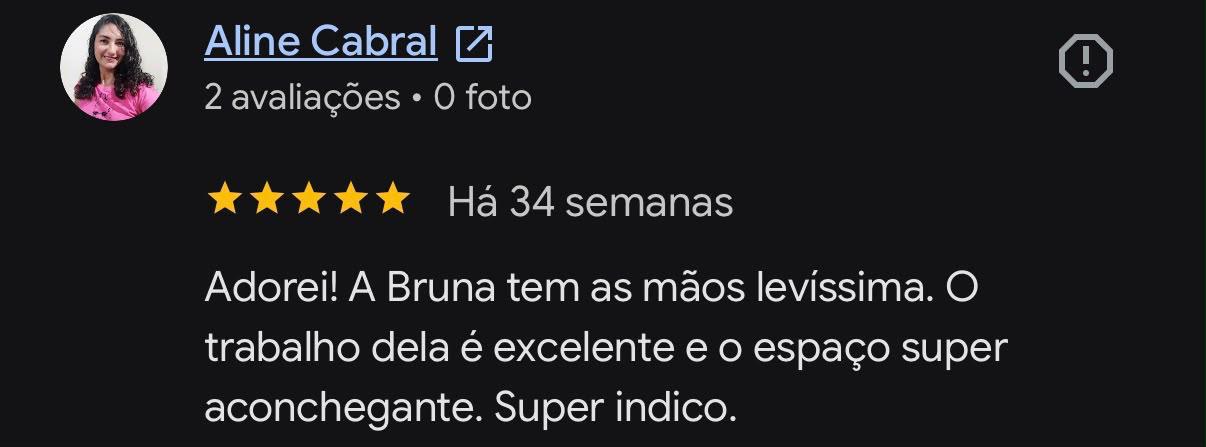 Aline Cabral
2 avaliações • 0 foto
Há 34 semanas
Adorei! A Bruna tem as mãos levíssima. O
trabalho dela é excelente e o espaço super
aconchegante. Super indico.